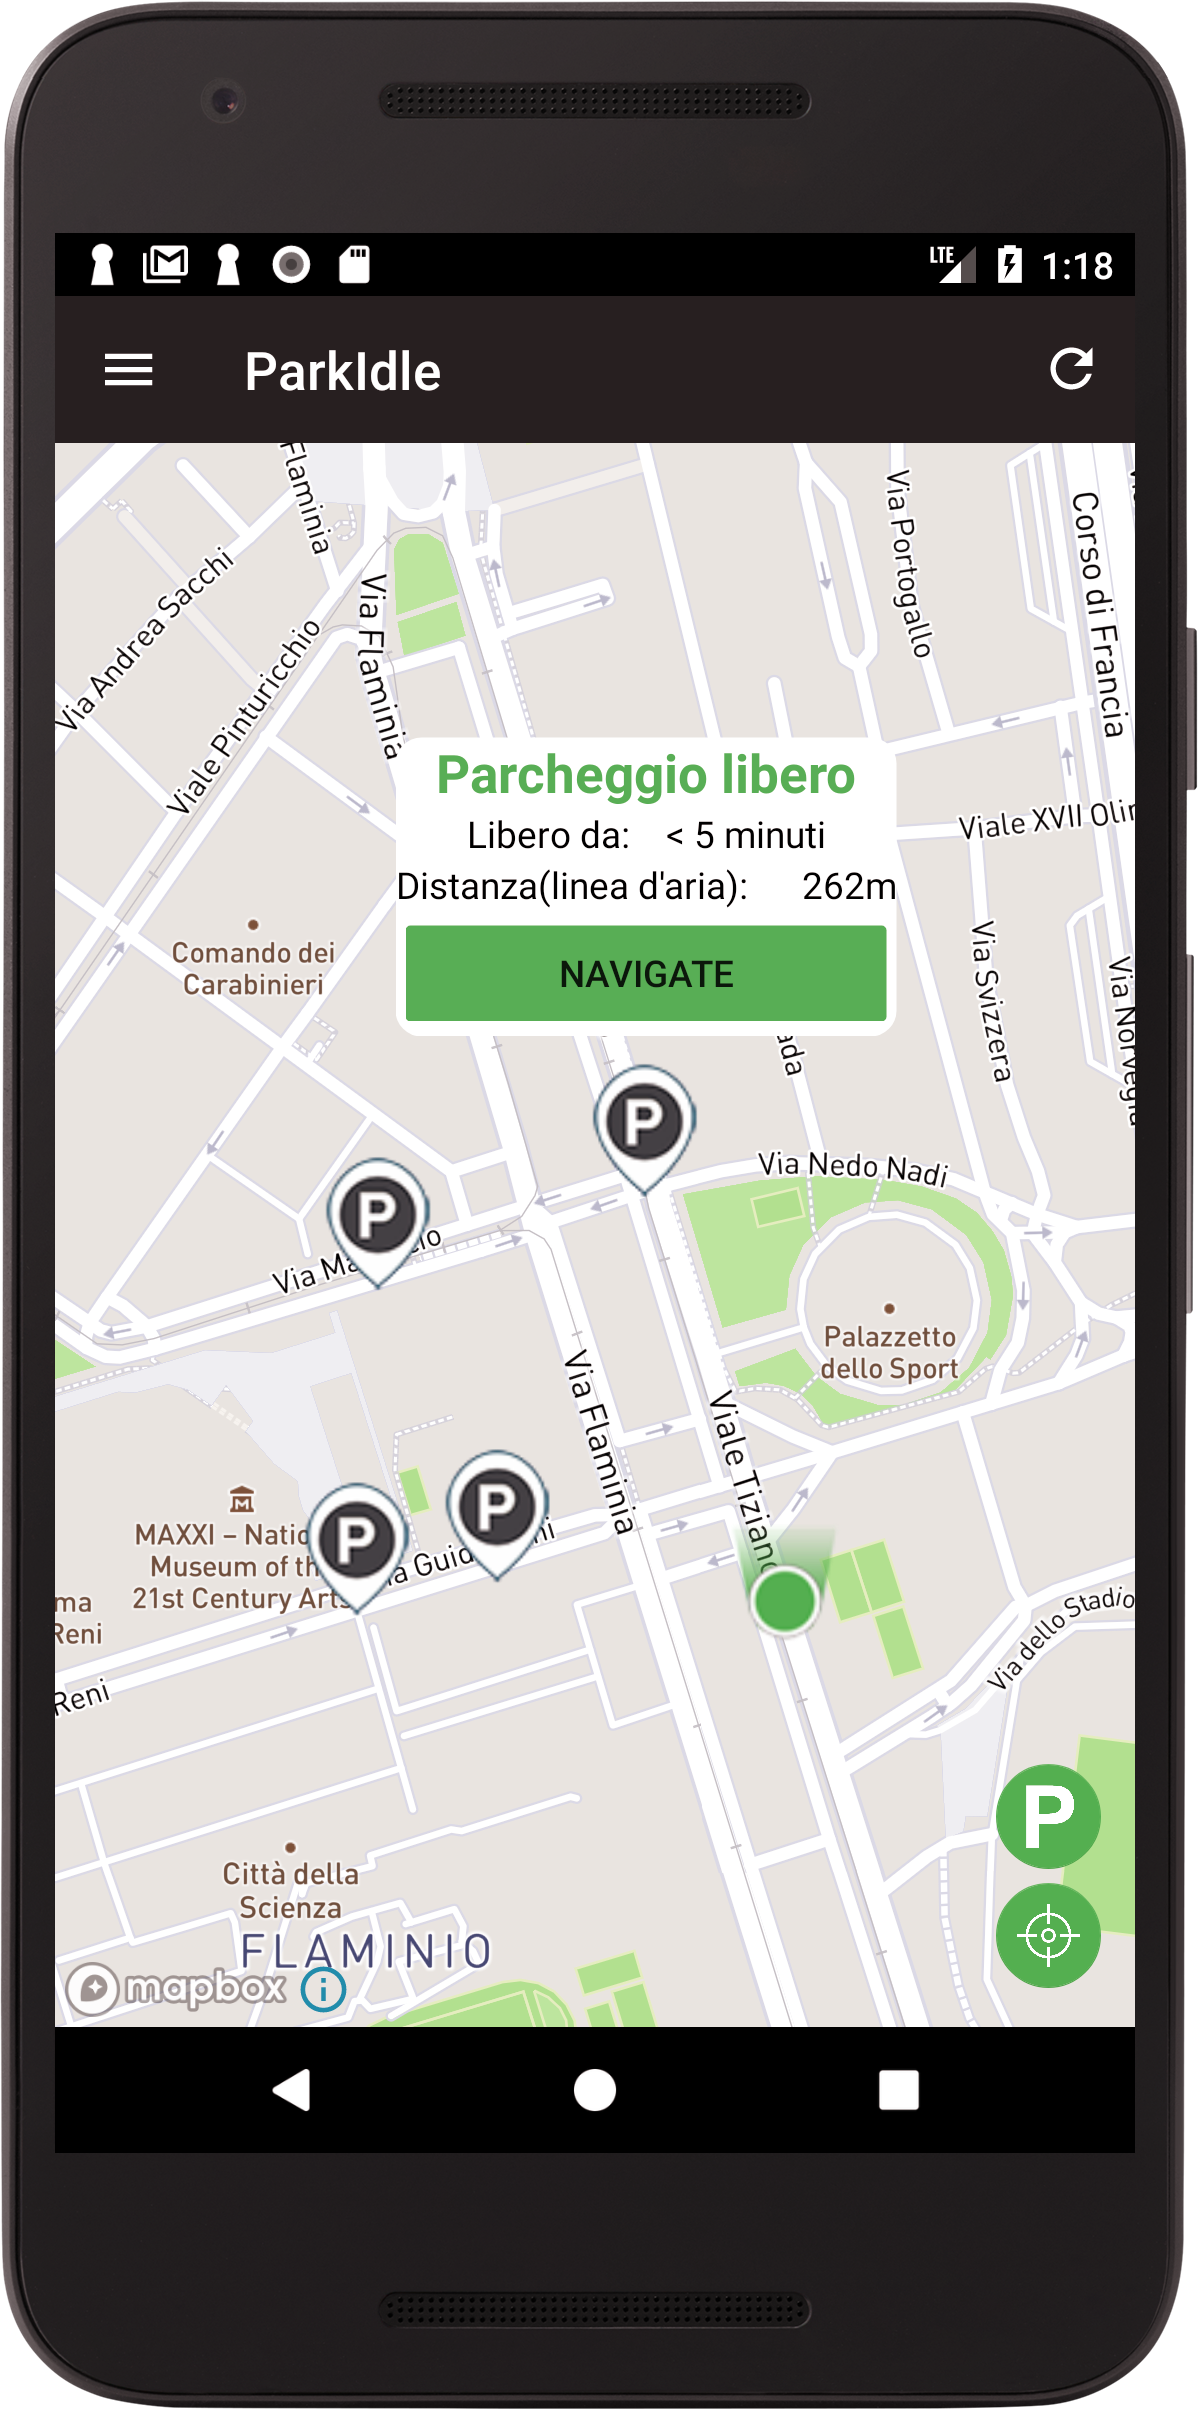 LTE 1:18
ParkIdle
Flaminia
Via Andrea Sacchi
Viale Pinturicchio
Via Flaminia
Via Portogallo
Corso di Francia
Parcheggio libero
Libero da: < 5 minuti
Distanza(linea d'aria): 262m
NAVIGATE
Viale XVII Olir
Via Svizzera
Via Norvegia
Comando dei
Carabinieri
ada
P
Via Nedo Nadi
P
Via Ma
io
Palazzetto
dello Sport
Via Flaminia
Viale Tiziano
MAXXI – Natio
Museum of th
21st Century Arts
P
P
a Guid
ni
ma
Reni
Reni
Via dello Stadio
P
Città della
Scienza
FLAMINIO
mapbox